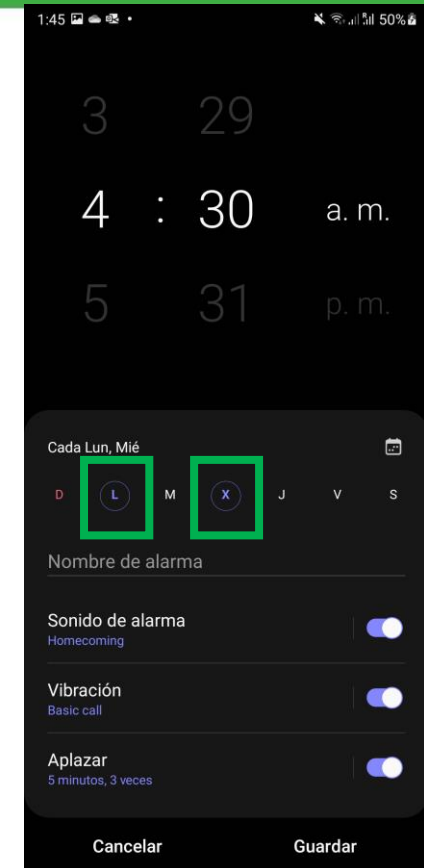 1:45 50%
3 29
4 : 30 a. m.
5 31 p. m.
Cada Lun, Mié
D L M X J V S
Nombre de alarma
Sonido de alarma
Homecoming
Vibración
Basic call
Aplazar
5 minutos, 3 veces
Cancelar Guardar